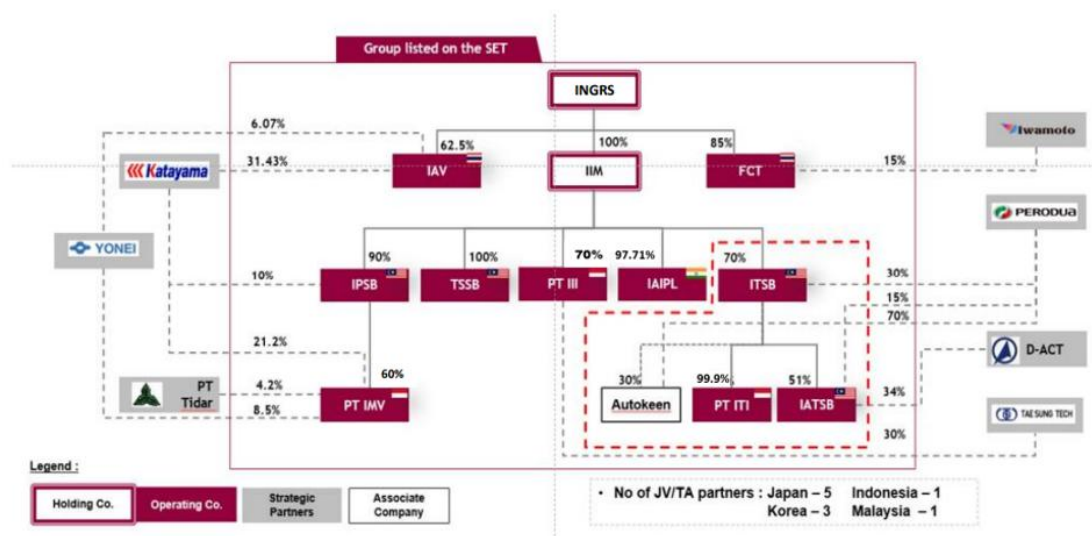 Group listed on the SET
INGRS
6.07%
62.5%
100%
85%
Iwamoto
31.43%
15%
Katayama
IAV
IIM
FCT
PERODUA
YONEI
90%
100%
70%
97.71%
70%
10%
IPSB
TSSB
PT III
IAIPL
ITSB
30%
15%
70%
21.2%
D-ACT
PT
Tidar
4.2%
8.5%
60%
PT IMV
30%
Autokeen
99.9%
PT ITI
51%
IATSB
34%
30%
TAE SUNG TECH
Legend :
Holding Co.
Operating Co.
Strategic
Partners
Associate
Company
• No of JV/TA partners : Japan – 5 Indonesia – 1
Korea – 3 Malaysia – 1